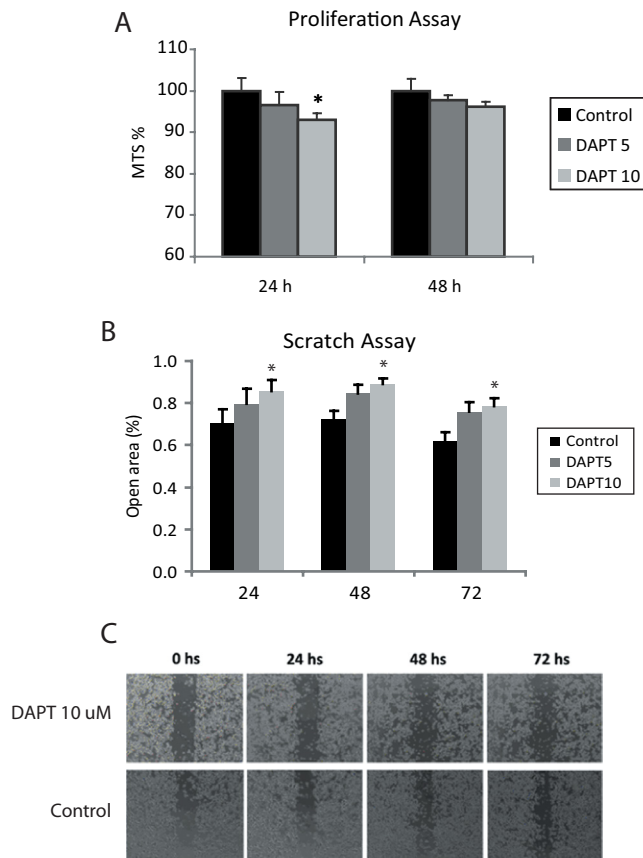 A
Proliferation Assay
110
100
90
80
70
60
MTS %
*
24 h
48 h
Control
DAPT 5
DAPT 10
B
Scratch Assay
1.0
0.8
0.6
0.4
0.2
0.0
Open area (%)
*
*
*
24
48
72
Control
DAPT5
DAPT10
C
0 hs
24 hs
48 hs
72 hs
DAPT 10 uM
Control